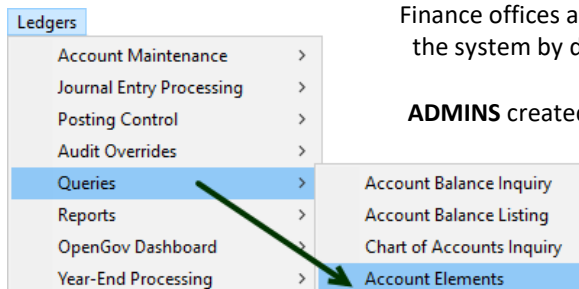 Ledgers
Finance offices a
the system by d
ADMINS created
Account Maintenance >
Journal Entry Processing >
Posting Control >
Audit Overrides >
Queries >
Reports >
OpenGov Dashboard >
Year-End Processing >
Account Balance Inquiry
Account Balance Listing
Chart of Accounts Inquiry
Account Elements